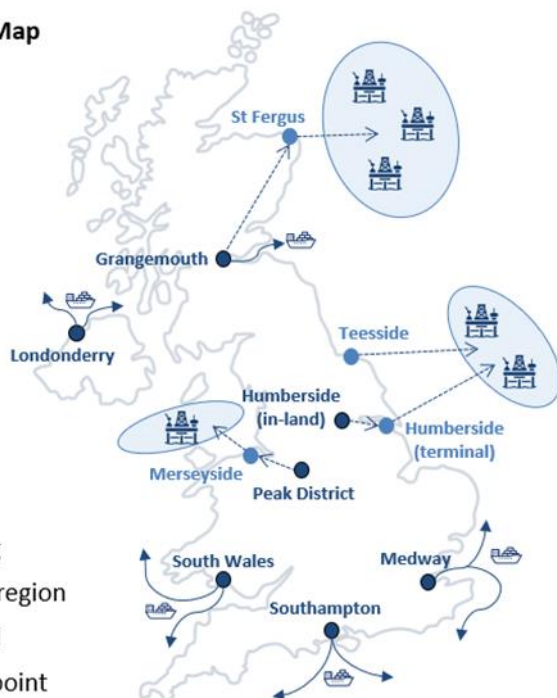 Map
St Fergus
Grangemouth
Londonderry
Teesside
Humberside
(in-land)
Humberside
(terminal)
Merseyside
Peak District
South Wales
Medway
Southampton
region
point